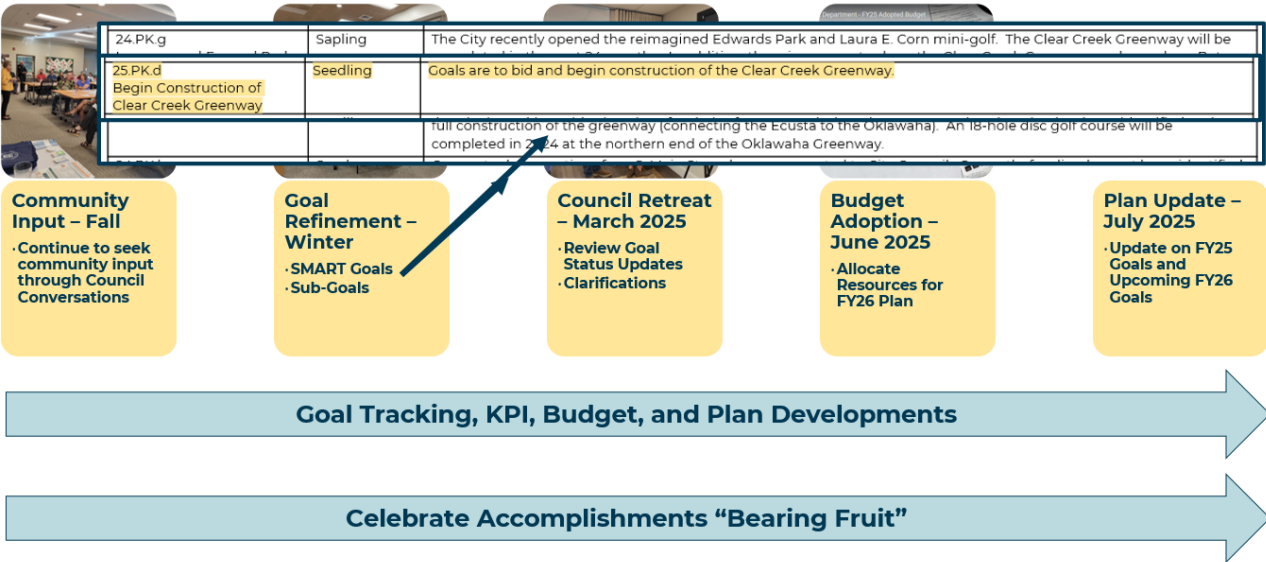 Department - FY25 Adopted Budget
24.PK.g
Sapling
The City recently opened the reimagined Edwards Park and Laura E. Corn mini-golf. The Clear Creek Greenway will be
25.PK.d
Begin Construction of
Clear Creek Greenway
Seedling
Goals are to bid and begin construction of the Clear Creek Greenway.
full construction of the greenway (connecting the Ecusta to the Oklawaha). An 18-hole disc golf course will be
completed in 2024 at the northern end of the Oklawaha Greenway.
Community
Input – Fall
· Continue to seek
community input
through Council
Conversations
Goal
Refinement –
Winter
· SMART Goals
· Sub-Goals
Council Retreat
– March 2025
· Review Goal
Status Updates
· Clarifications
Budget
Adoption –
June 2025
· Allocate
Resources for
FY26 Plan
Plan Update –
July 2025
· Update on FY25
Goals and
Upcoming FY26
Goals
Goal Tracking, KPI, Budget, and Plan Developments
Celebrate Accomplishments “Bearing Fruit”